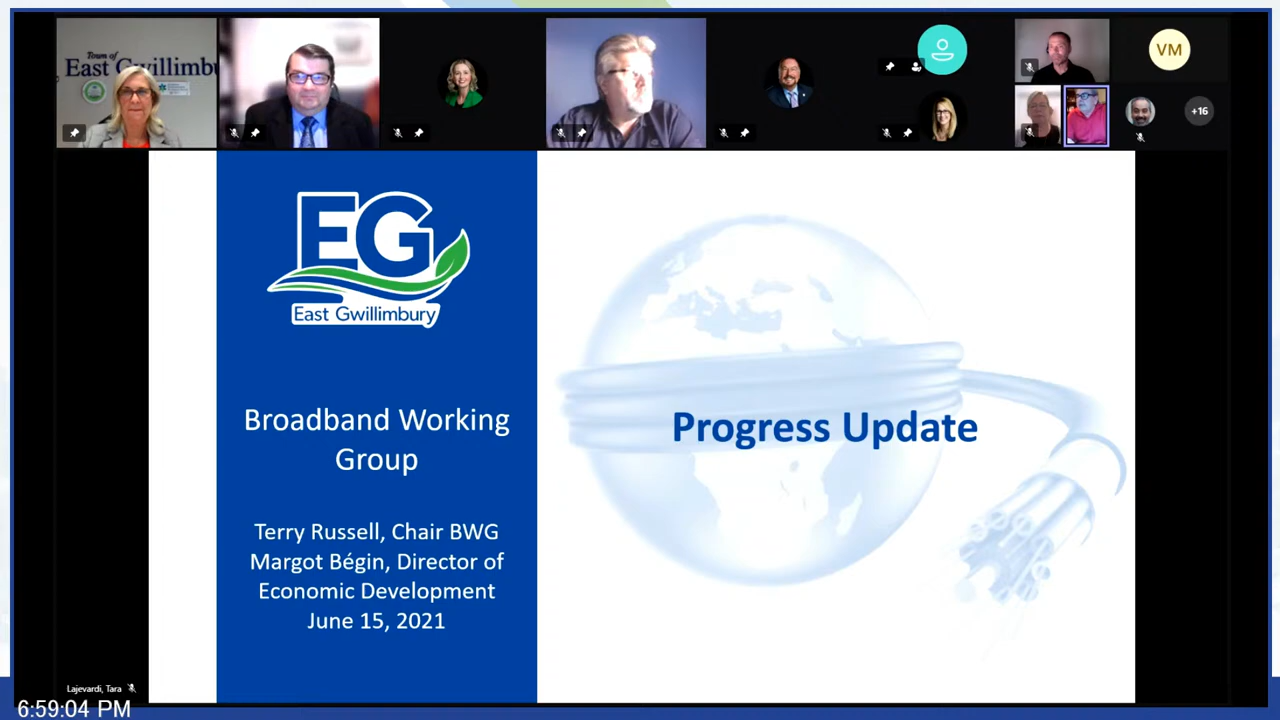 Town of
East Gwillimbu
VM
+16
EG
East Gwillimbury
Broadband Working
Group
Terry Russell, Chair BWG
Margot Bégin, Director of
Economic Development
June 15, 2021
Progress Update
Lajevardi, Tara
6:59:04 PM